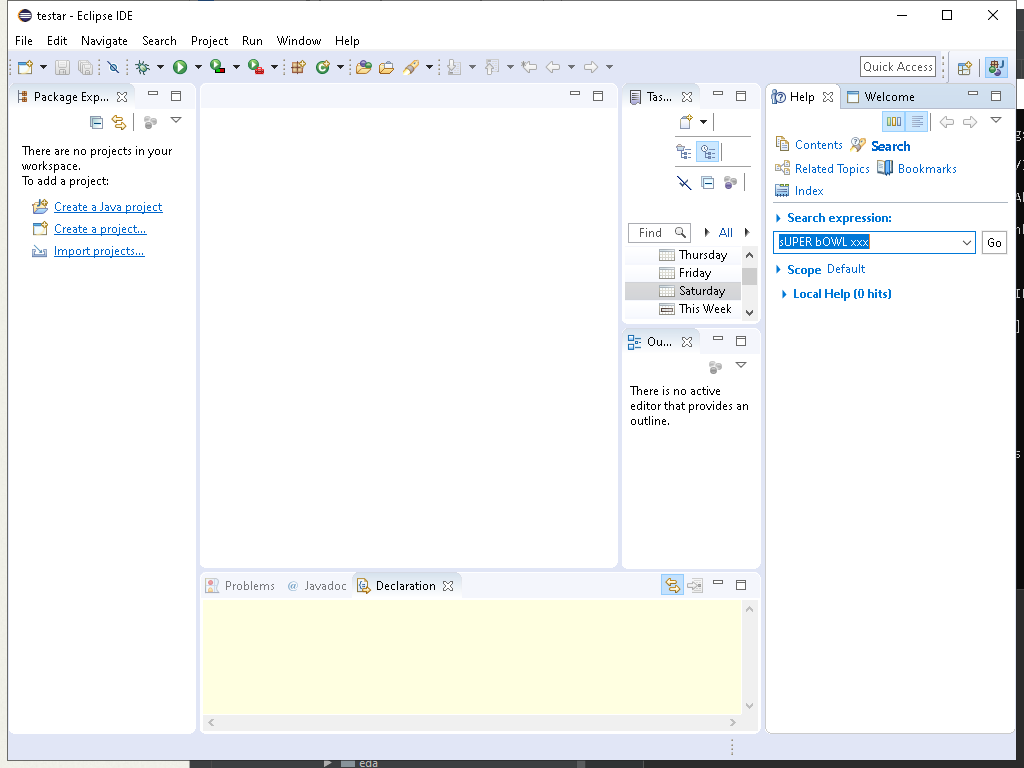 testar - Eclipse IDE
File Edit Navigate Search Project Run Window Help
Quick Access
Package Exp...
There are no projects in your
workspace.
To add a project:
Create a Java project
Create a project...
Import projects...
Tas...
Find
All
Thursday
Friday
Saturday
This Week
Ou...
There is no active
editor that provides an
outline.
Problems @ Javadoc Declaration
Help Welcome
Contents Search
Related Topics Bookmarks
Index
Search expression:
sUPER bOWL xxx
Go
Scope Default
Local Help (0 hits)
eda